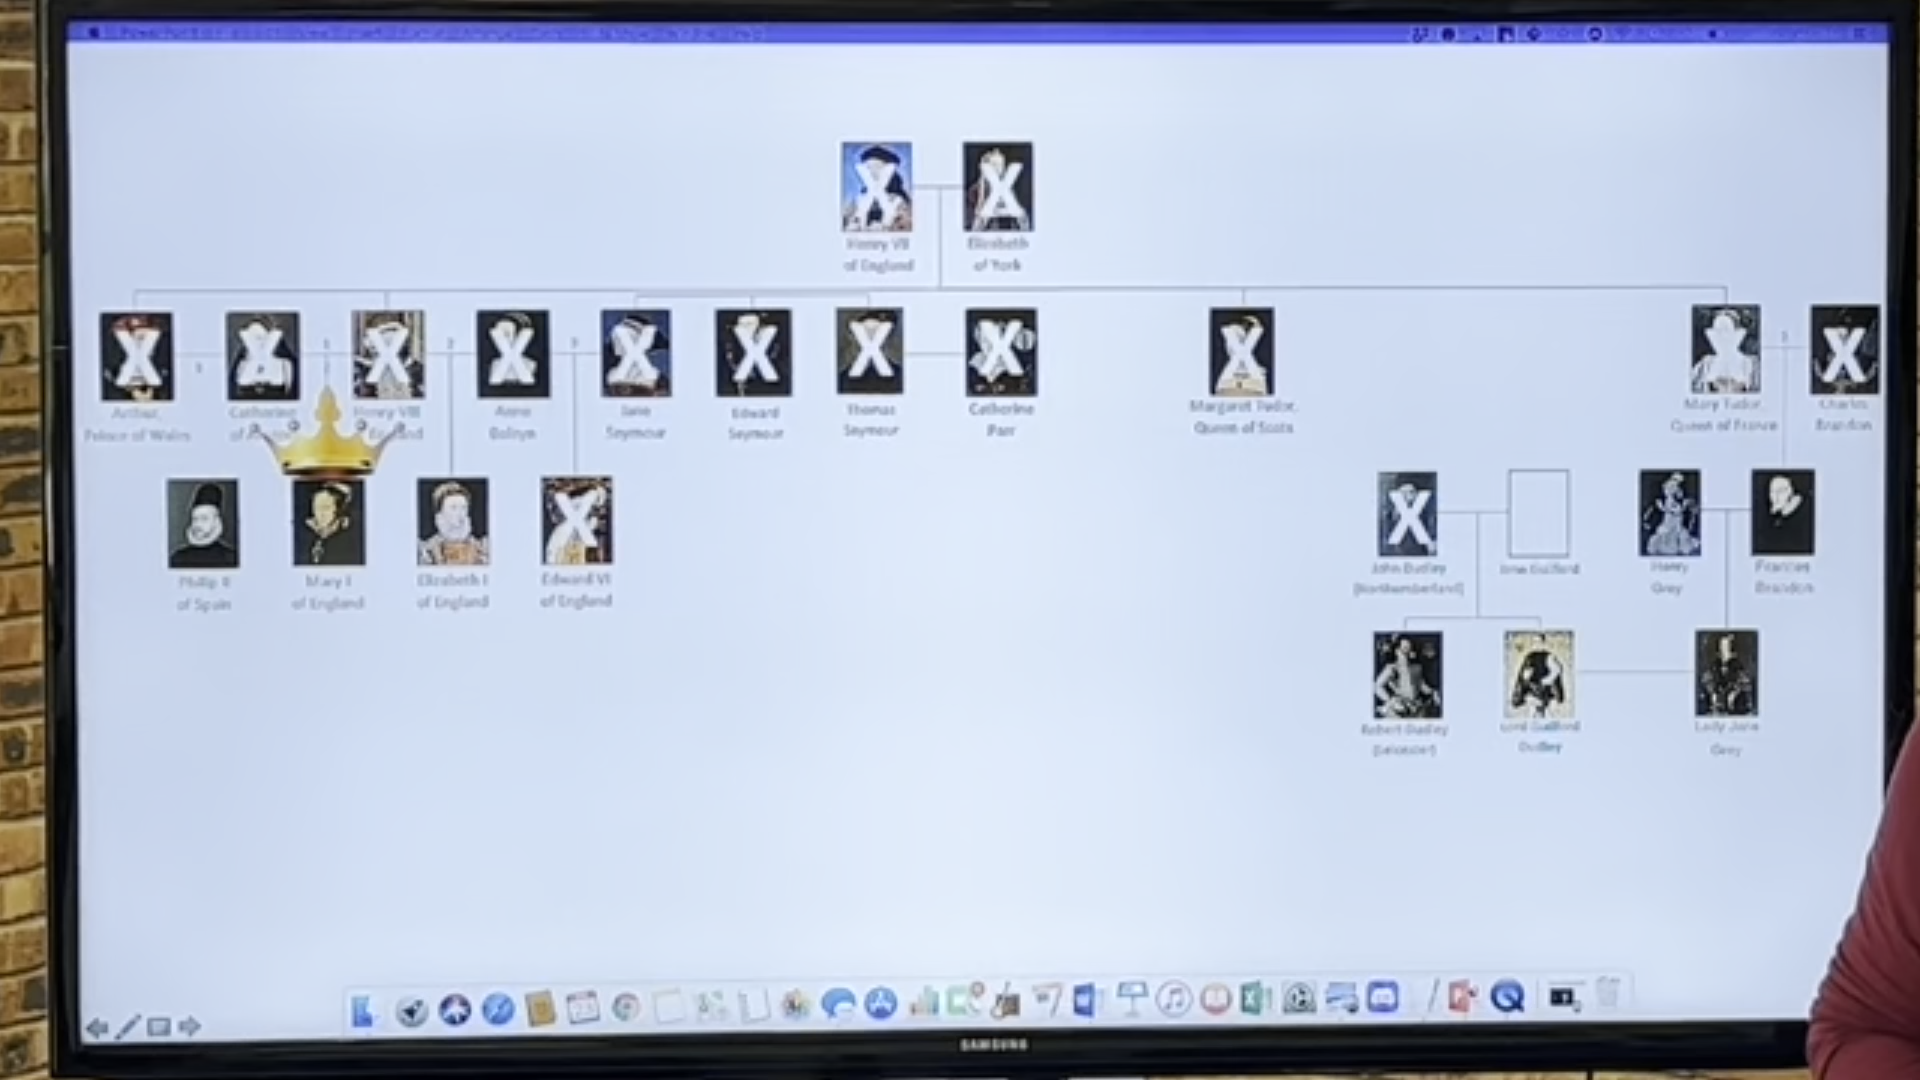 Henry VII
of England
Elizabeth
of York
Arthur,
Prince of Wales
Catherine
Henry VIII
Anne
Boleyn
Jane
Seymour
Edward
Seymour
Thomas
Seymour
Catherine
Parr
Margaret Tudor,
Queen of Scots
Mary Tudor,
Queen of France
Charles
Brandon
Philip II
of Spain
Mary I
of England
Elizabeth I
of England
Edward VI
of England
John Dudley
(Northumberland)
Jane Guilford
Henry
Grey
Frances
Brandon
Robert Dudley
(Leicester)
Lord Guilford
Dudley
Lady Jane
Grey
SAMSUNG